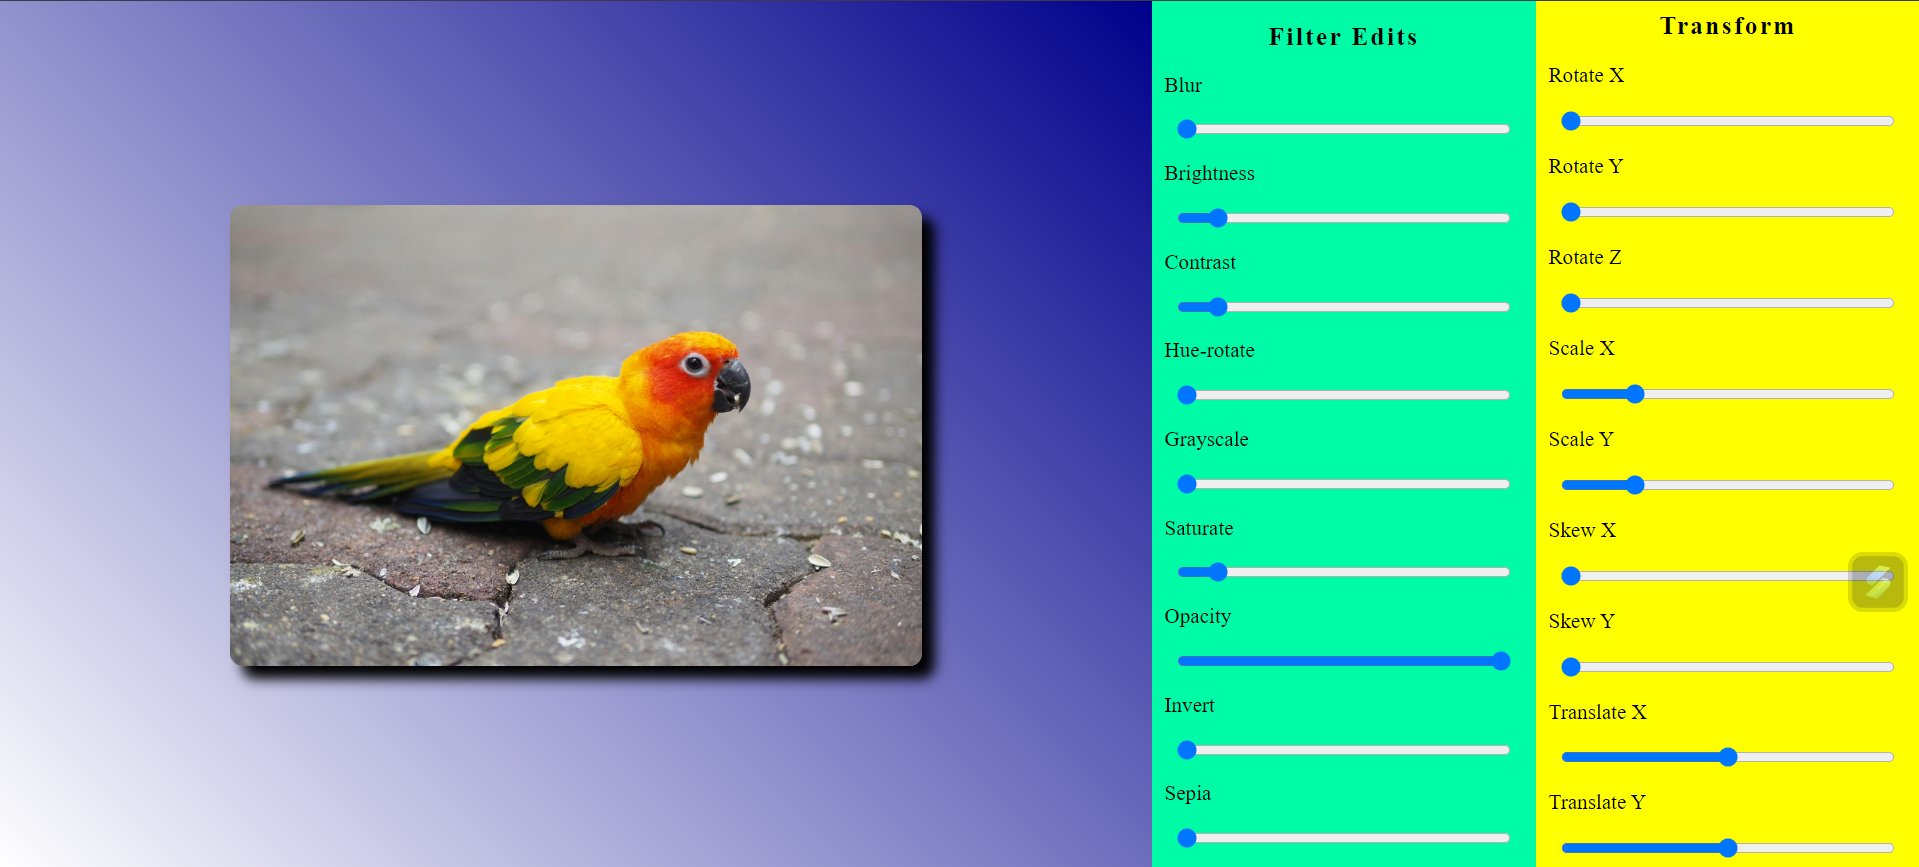 Filter Edits
Blur
Brightness
Contrast
Hue-rotate
Grayscale
Saturate
Opacity
Invert
Sepia
Transform
Rotate X
Rotate Y
Rotate Z
Scale X
Scale Y
Skew X
Skew Y
Translate X
Translate Y